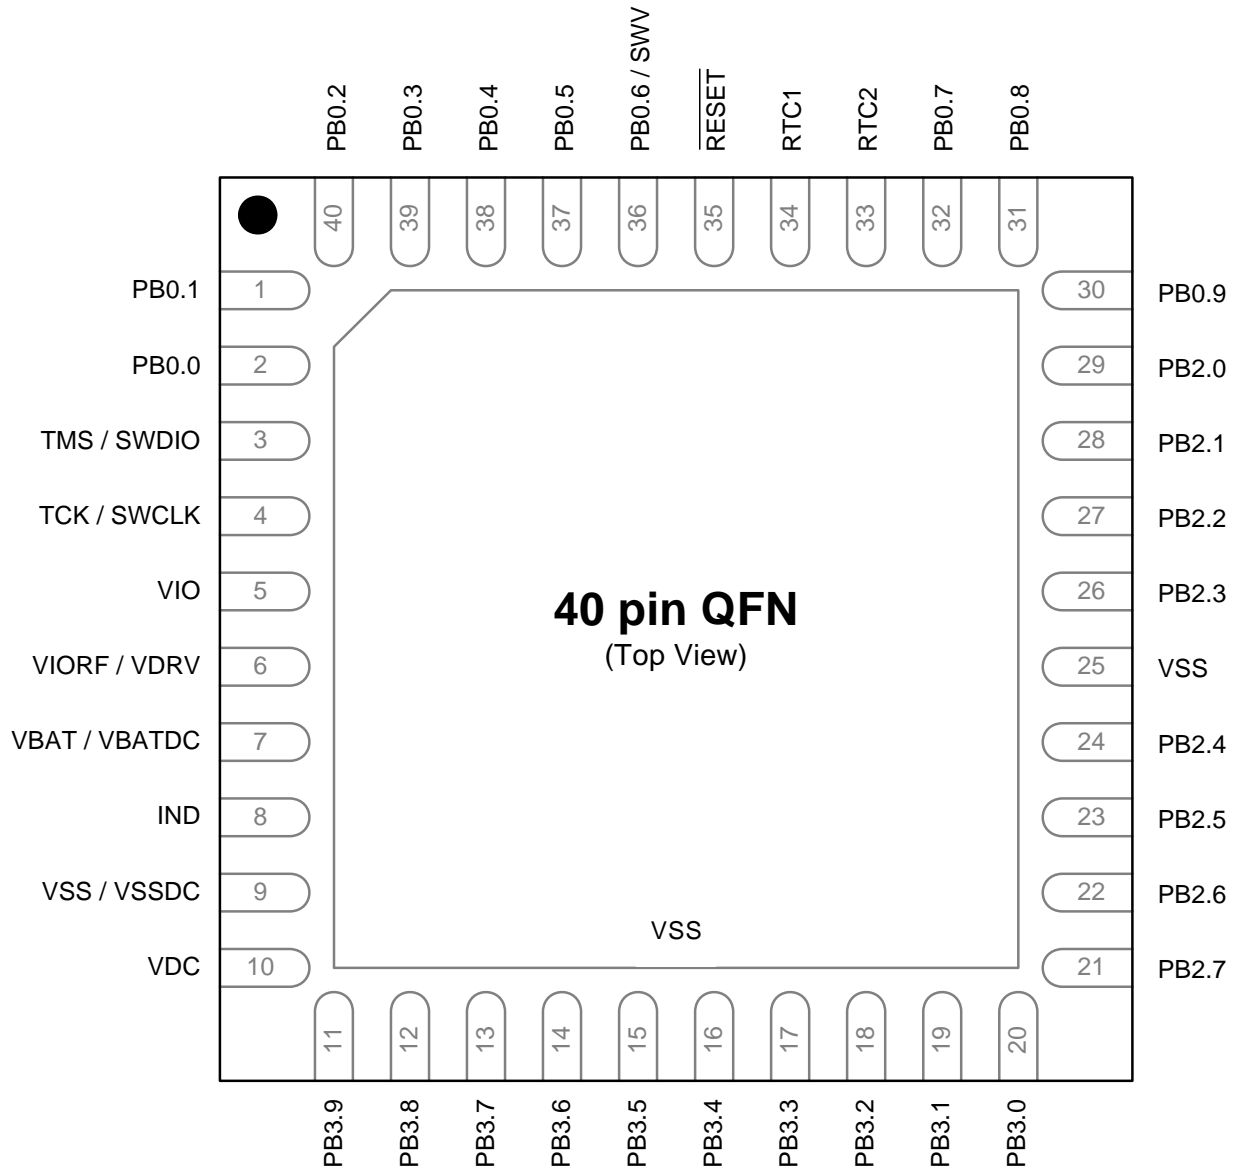 PB0.2
PB0.3
PB0.4
PB0.5
PB0.6 / SWV
RESET
RTC1
RTC2
PB0.7
PB0.8
40
39
38
37
36
35
34
33
32
31
PB0.1 1
PB0.0 2
TMS / SWDIO 3
TCK / SWCLK 4
VIO 5
VIORF / VDRV 6
VBAT / VBATDC 7
IND 8
VSS / VSSDC 9
VDC 10
40 pin QFN
(Top View)
VSS
30 PB0.9
29 PB2.0
28 PB2.1
27 PB2.2
26 PB2.3
25 VSS
24 PB2.4
23 PB2.5
22 PB2.6
21 PB2.7
11
12
13
14
15
16
17
18
19
20
PB3.9
PB3.8
PB3.7
PB3.6
PB3.5
PB3.4
PB3.3
PB3.2
PB3.1
PB3.0